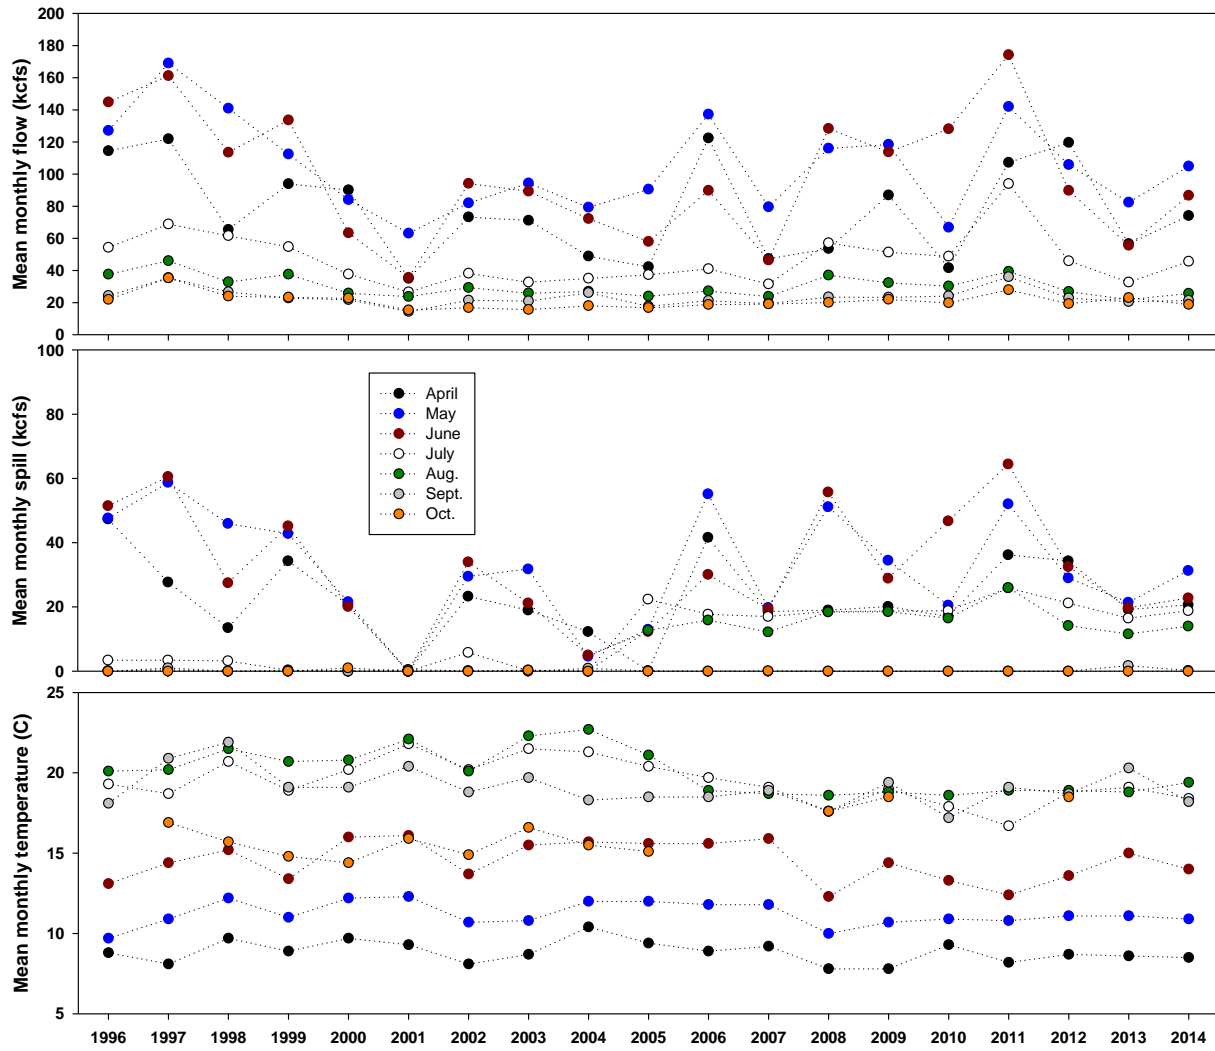 200
180
160
140
120
100
80
60
40
20
0
Mean monthly flow (kcfs)
100
80
60
40
20
0
Mean monthly spill (kcfs)
April
May
June
July
Aug.
Sept.
Oct.
25
20
15
10
5
Mean monthly temperature (C)
1996 1997 1998 1999 2000 2001 2002 2003 2004 2005 2006 2007 2008 2009 2010 2011 2012 2013 2014